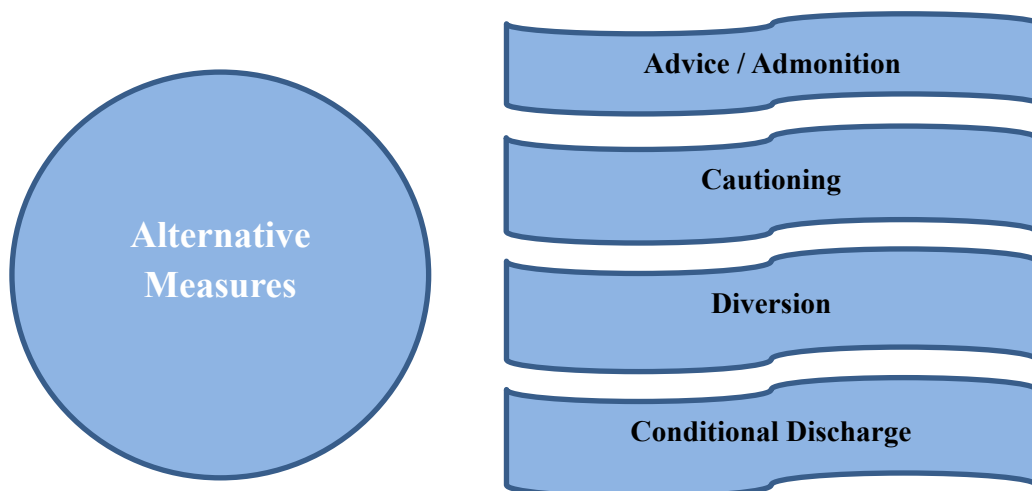 Alternative
Measures
Advice / Admonition
Cautioning
Diversion
Conditional Discharge